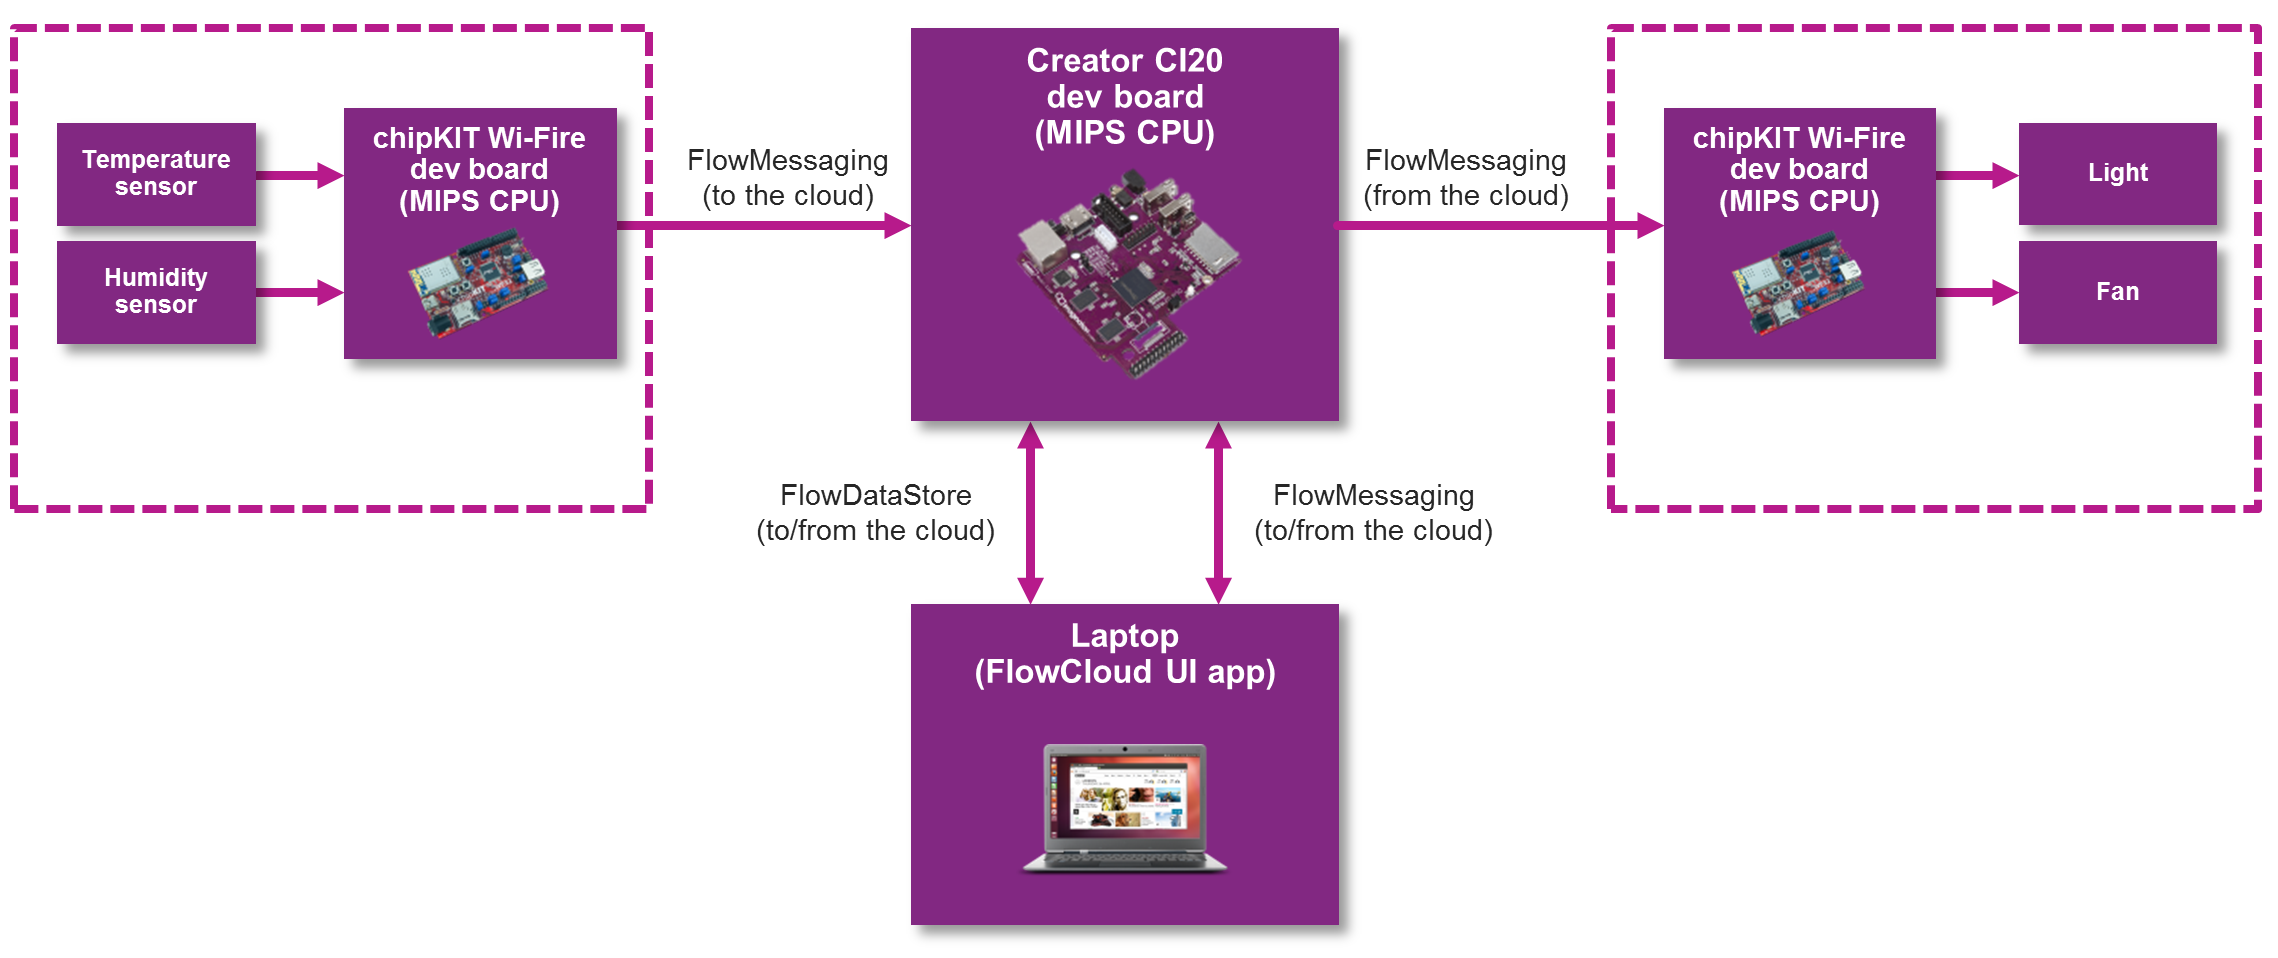 Temperature
sensor
Humidity
sensor
chipKIT Wi-Fire
dev board
(MIPS CPU)
FlowMessaging
(to the cloud)
Creator CI20
dev board
(MIPS CPU)
FlowMessaging
(from the cloud)
chipKIT Wi-Fire
dev board
(MIPS CPU)
Light
Fan
FlowDataStore
(to/from the cloud)
FlowMessaging
(to/from the cloud)
Laptop
(FlowCloud UI app)